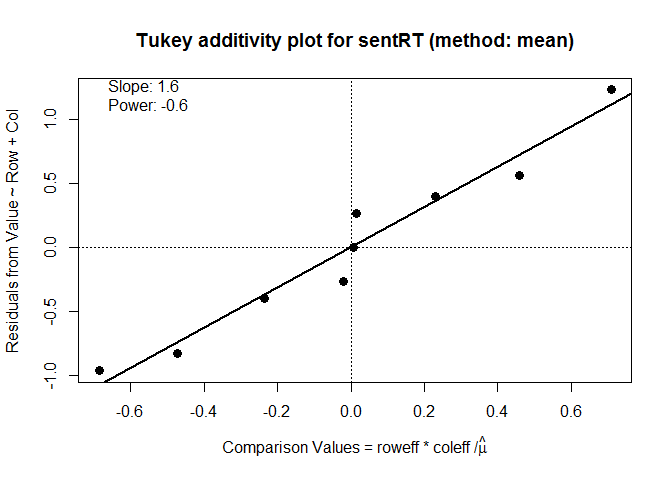 Tukey additivity plot for sentRT (method: mean)
Slope: 1.6
Power: -0.6
Residuals from Value ~ Row + Col
1.0
0.5
0.0
-0.5
-1.0
-0.6 -0.4 -0.2 0.0 0.2 0.4 0.6
Comparison Values = roweff * coleff /μ̂